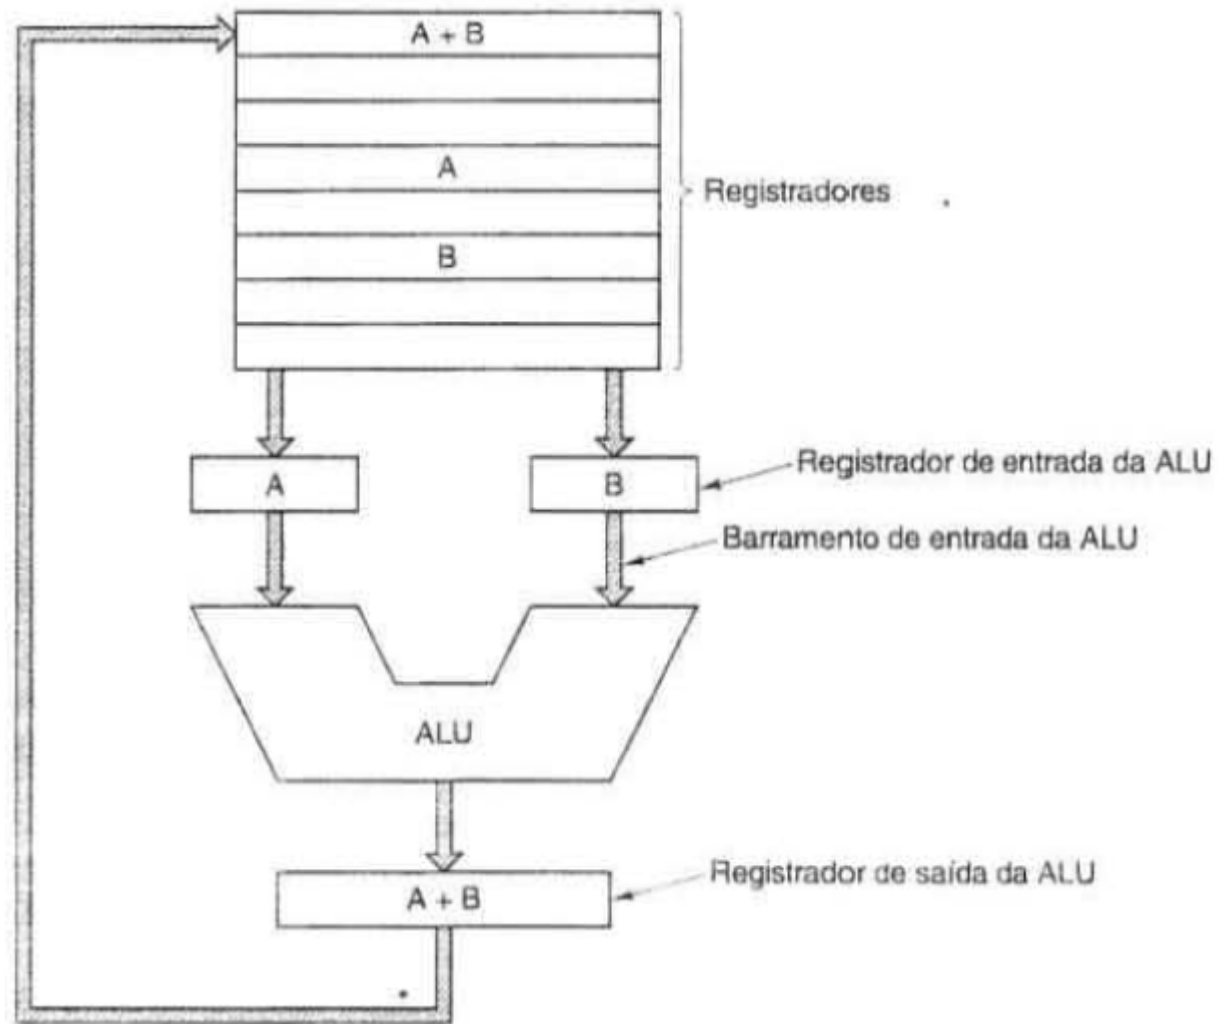 A + B
A
Registradores
B
A
B
Registrador de entrada da ALU
Barramento de entrada da ALU
ALU
Registrador de saída da ALU
A + B